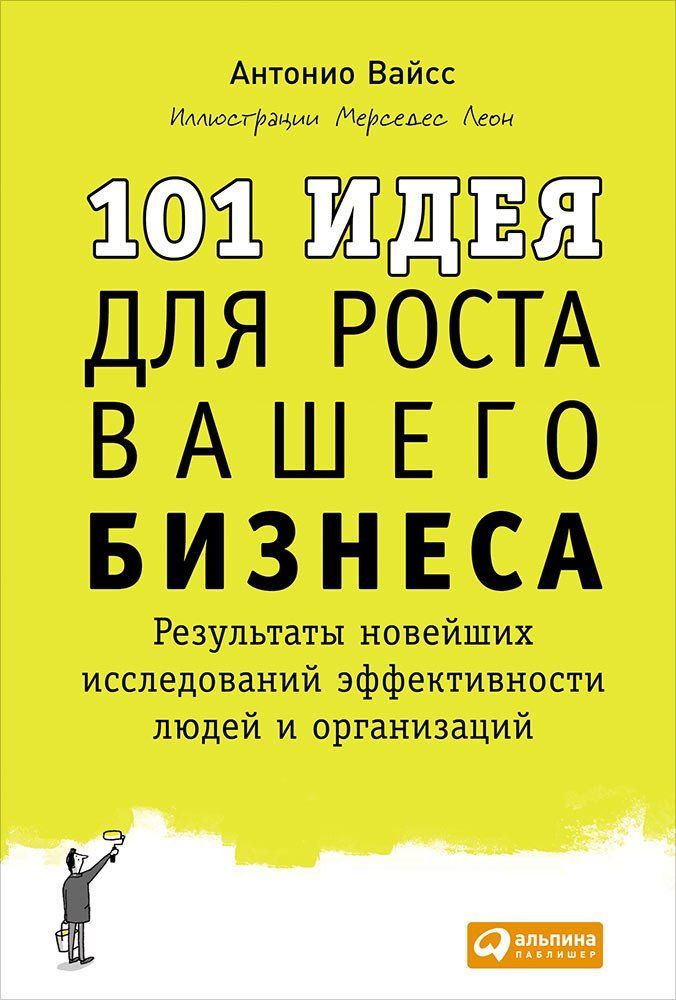 Антонио Вайсс
Иллюстрации Мерседес Леон
101 ИДЕЯ
ДЛЯ РОСТА
ВАШЕГО
БИЗНЕСА
Результаты новейших
исследований эффективности
людей и организаций
АЛЬПИНА
ПАБЛИШЕР